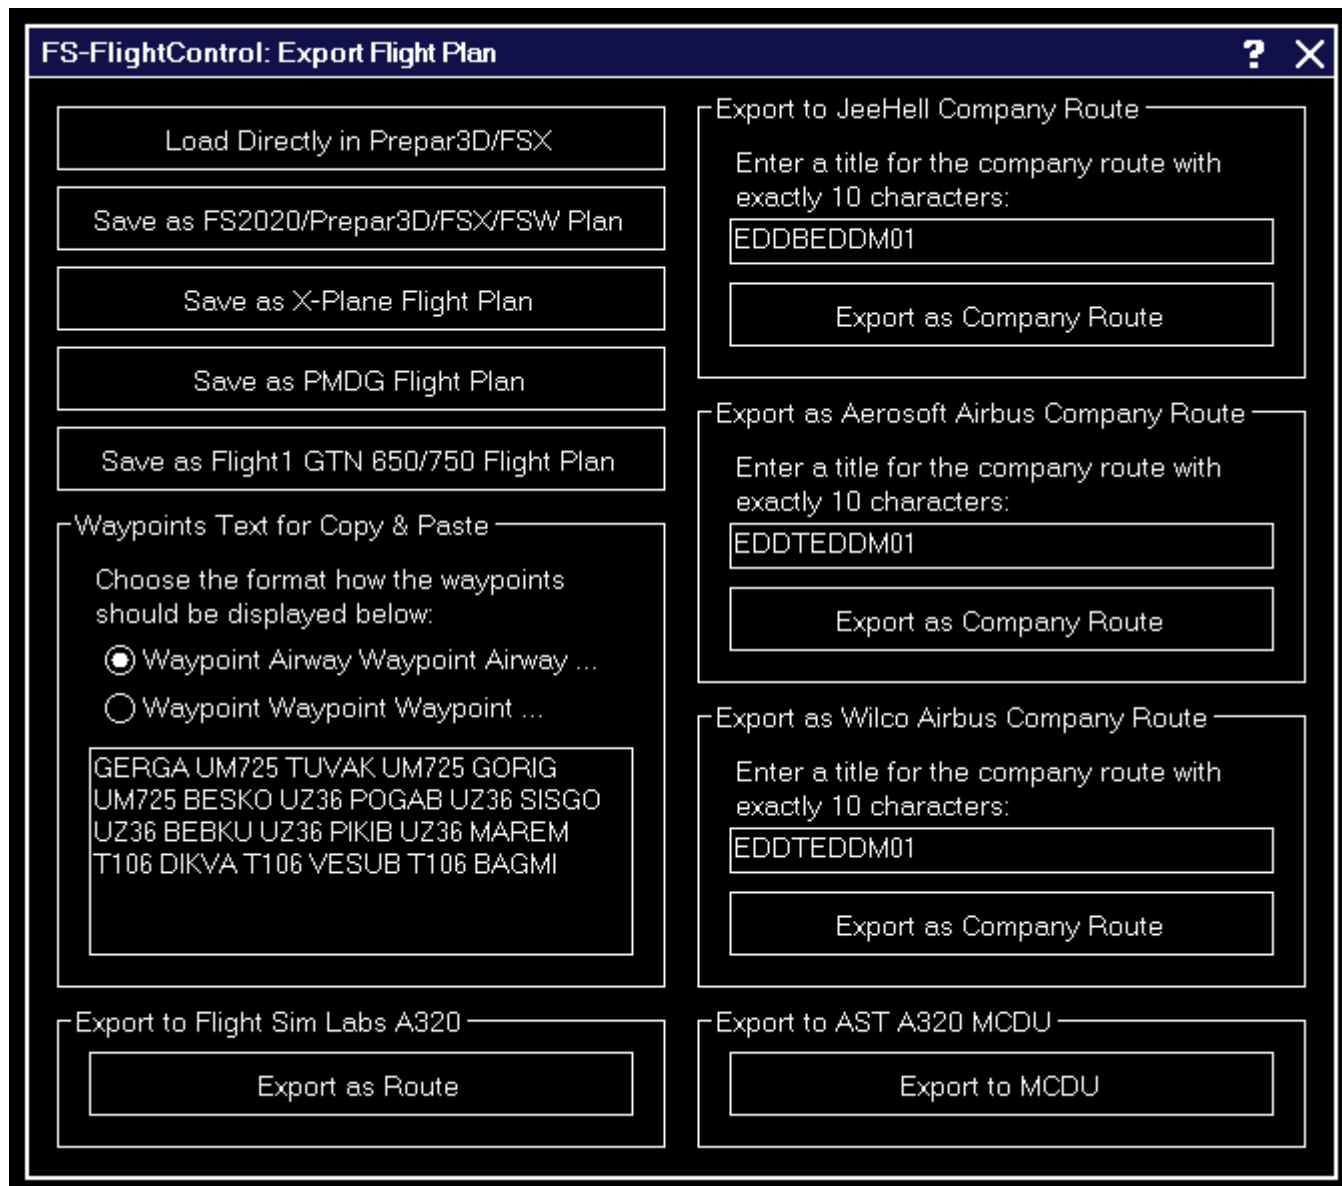 FS-FlightControl: Export Flight Plan
?
Load Directly in Prepar3D/FSX
Save as FS2020/Prepar3D/FSX/FSW Plan
Save as X-Plane Flight Plan
Save as PMDG Flight Plan
Save as Flight1 GTN 650/750 Flight Plan
Waypoints Text for Copy & Paste
Choose the format how the waypoints
should be displayed below:
Waypoint Airway Waypoint Airway ...
Waypoint Waypoint Waypoint ...
GERGA UM725 TUVAK UM725 GORIG
UM725 BESKO UZ36 POGAB UZ36 SISGO
UZ36 BEBKU UZ36 PIKIB UZ36 MAREM
T106 DIKVA T106 VESUB T106 BAGMI
Export to Flight Sim Labs A320
Export as Route
Export to JeeHell Company Route
Enter a title for the company route with
exactly 10 characters:
EDDBEDDM01
Export as Company Route
Export as Aerosoft Airbus Company Route
Enter a title for the company route with
exactly 10 characters:
EDDTEDDM01
Export as Company Route
Export as Wilco Airbus Company Route
Enter a title for the company route with
exactly 10 characters:
EDDTEDDM01
Export as Company Route
Export to AST A320 MCDU
Export to MCDU